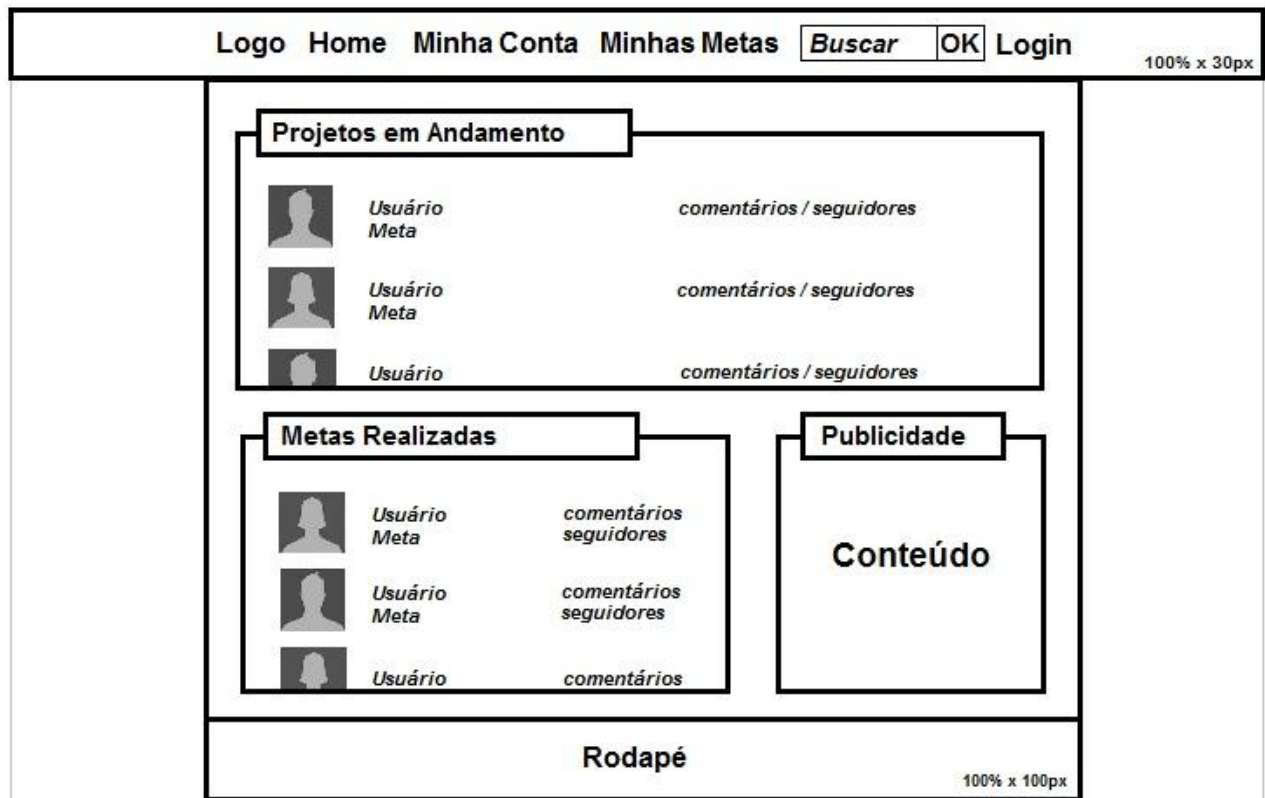 Logo Home Minha Conta Minhas Metas Buscar OK Login
100% x 30px
Projetos em Andamento
Usuário comentários / seguidores
Meta
Usuário comentários / seguidores
Meta
Usuário comentários / seguidores
Metas Realizadas
Usuário comentários
Meta seguidores
Usuário comentários
Meta seguidores
Usuário comentários
Publicidade
Conteúdo
Rodapé
100% x 100px